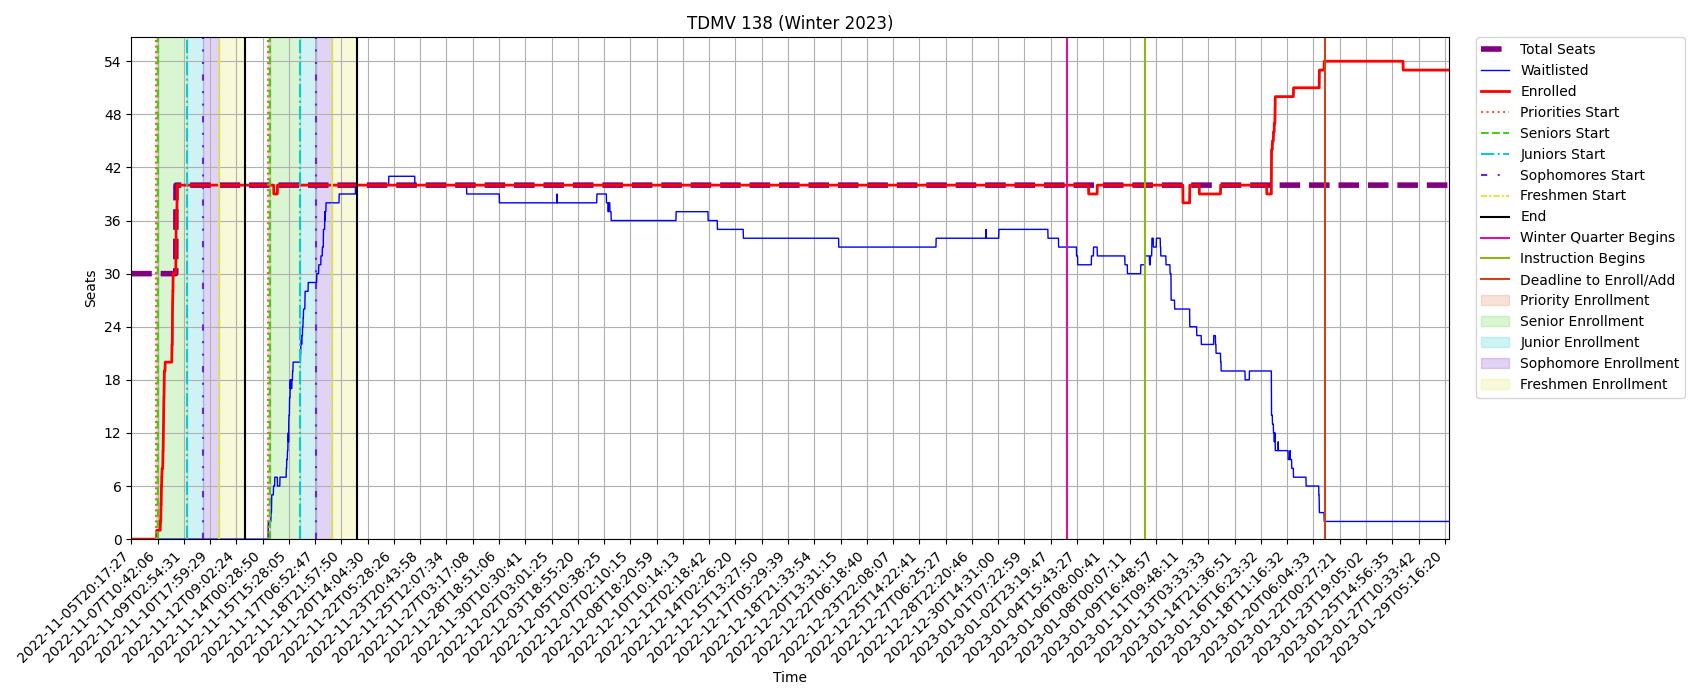 TDMV 138 (Winter 2023)
Total Seats
Waitlisted
Enrolled
Priorities Start
Seniors Start
Juniors Start
Sophomores Start
Freshmen Start
End
Winter Quarter Begins
Instruction Begins
Deadline to Enroll/Add
Priority Enrollment
Senior Enrollment
Junior Enrollment
Sophomore Enrollment
Freshmen Enrollment
Seats
54
48
42
36
30
24
18
12
6
0
2022-11-05T20:17:27
2022-11-07T10:42:06
2022-11-09T02:54:31
2022-11-10T17:59:29
2022-11-12T09:02:24
2022-11-14T00:28:50
2022-11-15T15:28:05
2022-11-17T06:52:47
2022-11-18T21:57:50
2022-11-20T14:04:30
2022-11-22T05:28:26
2022-11-23T20:43:58
2022-11-25T12:07:34
2022-11-27T03:17:08
2022-11-28T18:51:06
2022-11-30T10:30:41
2022-12-02T03:01:25
2022-12-03T18:55:20
2022-12-05T10:38:25
2022-12-07T02:10:15
2022-12-08T18:20:59
2022-12-10T10:14:13
2022-12-12T02:18:42
2022-12-13T18:26:20
2022-12-15T13:27:50
2022-12-17T05:29:39
2022-12-18T21:33:54
2022-12-20T13:31:15
2022-12-22T06:18:40
2022-12-23T22:08:07
2022-12-25T14:22:41
2022-12-27T06:25:27
2022-12-28T22:20:46
2022-12-30T14:31:00
2023-01-01T07:22:59
2023-01-02T23:19:47
2023-01-04T15:43:27
2023-01-06T08:00:41
2023-01-08T00:07:11
2023-01-09T16:48:57
2023-01-11T09:48:11
2023-01-13T03:33:33
2023-01-14T21:36:51
2023-01-16T16:23:32
2023-01-18T11:16:32
2023-01-20T06:04:33
2023-01-22T00:27:21
2023-01-23T19:05:02
2023-01-25T14:56:35
2023-01-27T10:33:42
2023-01-29T05:16:20
Time